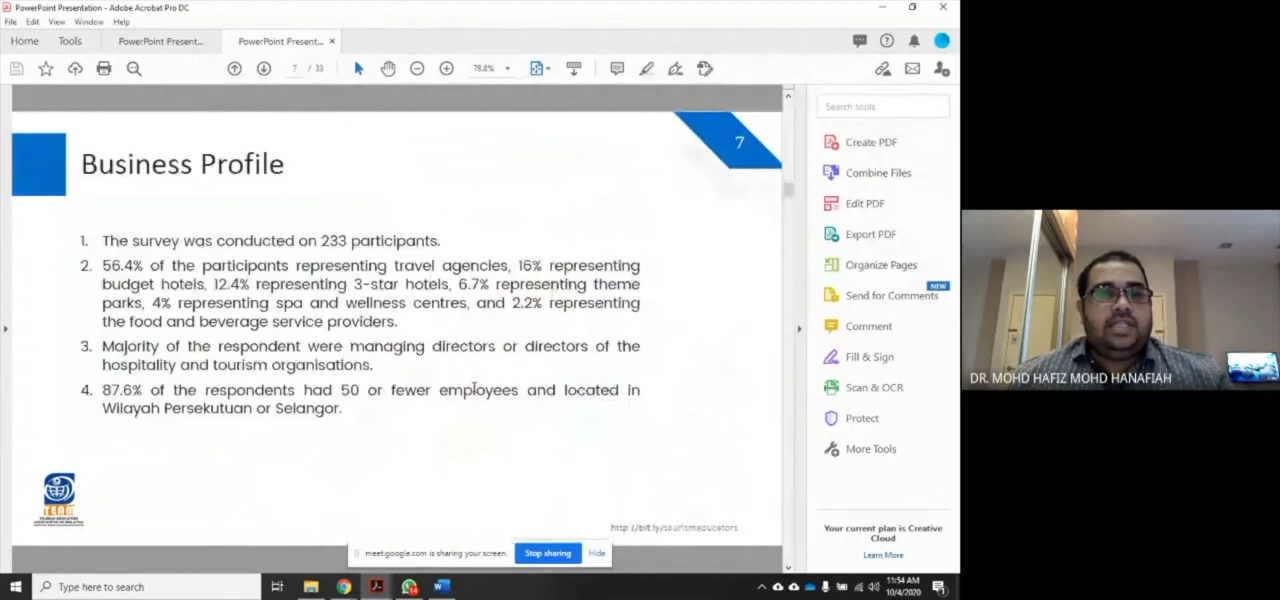 PowerPoint Presentation - Adobe Acrobat Pro DC
File Edit View Window Help
Home Tools PowerPoint Present... PowerPoint Present... ×
7 / 33 78.8%
Search tools
Create PDF
Combine Files
Edit PDF
Export PDF
Organize Pages
NEW
Send for Comments
Comment
Fill & Sign
Scan & OCR
Protect
More Tools
Your current plan is Creative
Cloud
Learn More
7
Business Profile
1. The survey was conducted on 233 participants.
2. 56.4% of the participants representing travel agencies, 16% representing
budget hotels, 12.4% representing 3-star hotels, 6.7% representing theme
parks, 4% representing spa and wellness centres, and 2.2% representing
the food and beverage service providers.
3. Majority of the respondent were managing directors or directors of the
hospitality and tourism organisations.
4. 87.6% of the respondents had 50 or fewer employees and located in
Wilayah Persekutuan or Selangor.
TEAM
http://bit.ly/tourismeducators
meet.google.com is sharing your screen. Stop sharing Hide
Type here to search
11:54 AM
10/4/2020
DR. MOHD HAFIZ MOHD HANAFIAH